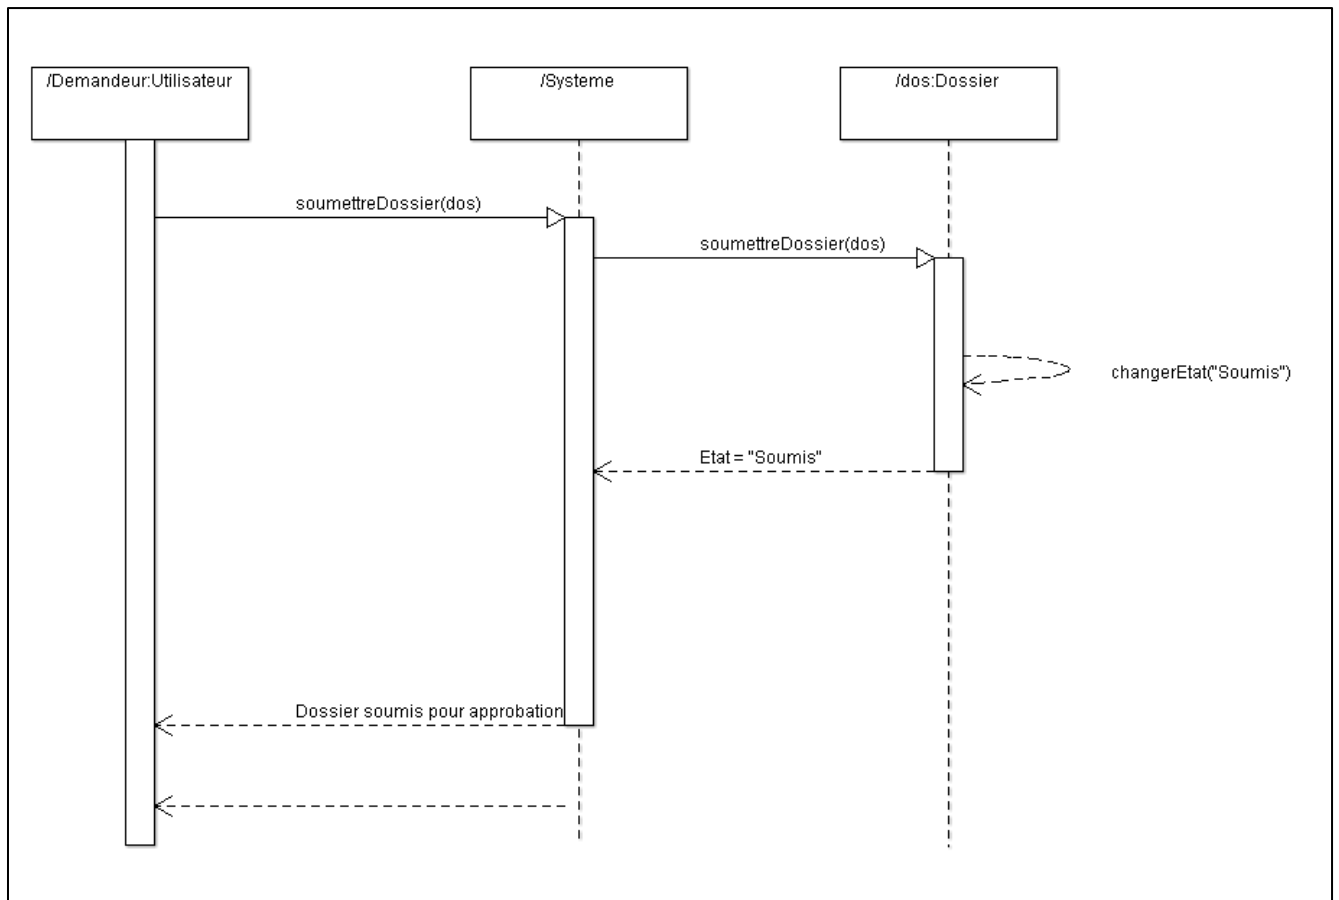 /Demandeur:Utilisateur
/Systeme
/dos:Dossier
soumettreDossier(dos)
soumettreDossier(dos)
changerEtat("Soumis")
Etat = "Soumis"
Dossier soumis pour approbation